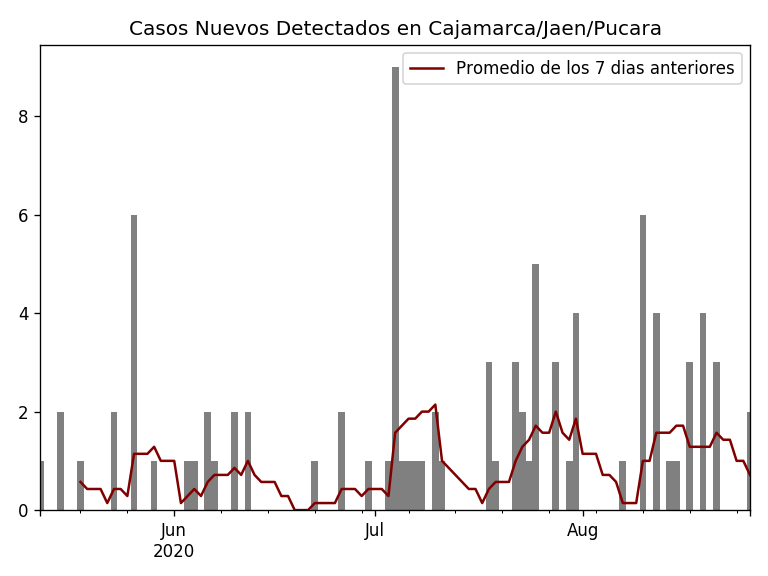 Casos Nuevos Detectados en Cajamarca/Jaen/Pucara
Promedio de los 7 dias anteriores
8
6
4
2
0
Jun
2020
Jul
Aug